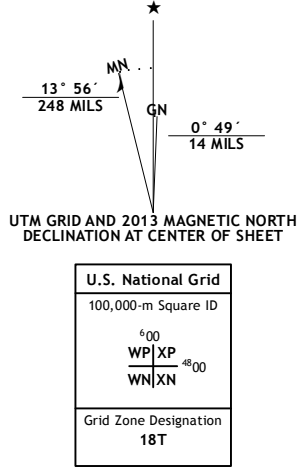 ★
MN
GN
13° 56´
248 MILS
0° 49´
14 MILS
UTM GRID AND 2013 MAGNETIC NORTH
DECLINATION AT CENTER OF SHEET
U.S. National Grid
100,000-m Square ID
⁶00
WP XP
⁴⁸00
WN XN
Grid Zone Designation
18T